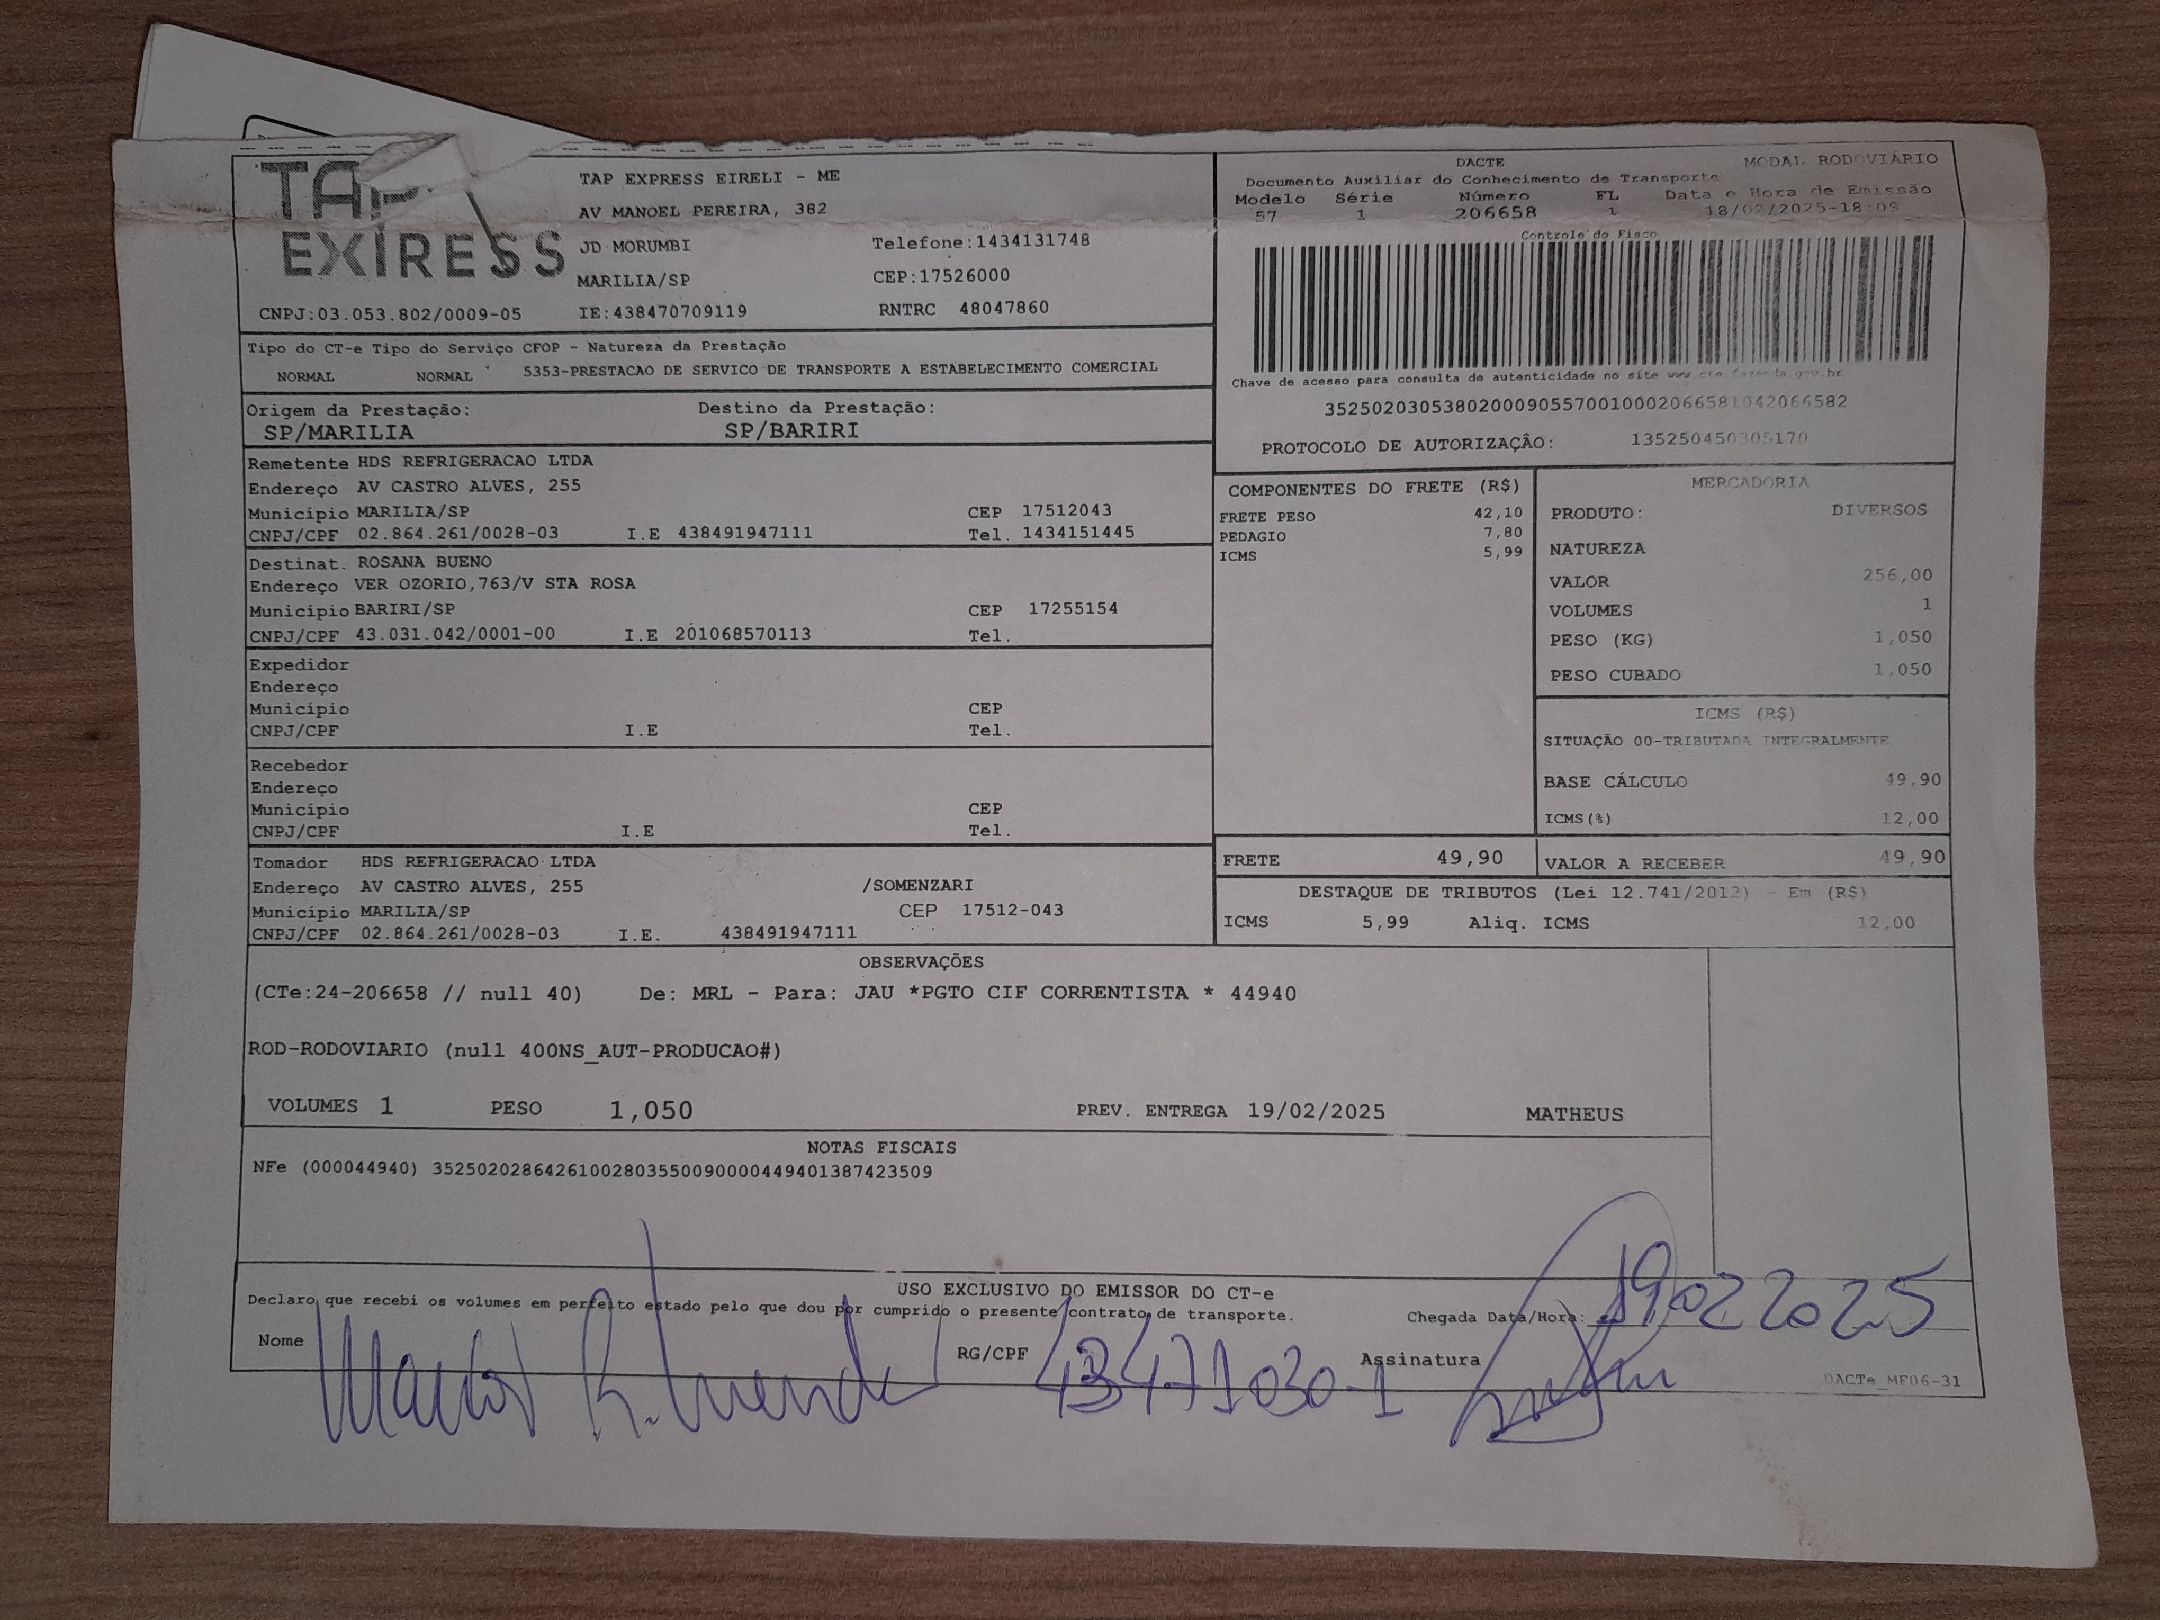 TAP
EXPRESS
TAP EXPRESS EIRELI - ME
AV MANOEL PEREIRA, 382
JD MORUMBI Telefone:1434131748
MARILIA/SP CEP:17526000
CNPJ:03.053.802/0009-05 IE:438470709119 RNTRC 48047860
DACTE MODAL RODOVIÁRIO
Documento Auxiliar do Conhecimento de Transporte
Modelo Série Número FL Data e Hora de Emissão
57 1 206658 1 18/02/2025-18:09
Controle do Fisco
Chave de acesso para consulta de autenticidade no site www.cte.fazenda.gov.br
35250203053802000905570010002066581042066582
PROTOCOLO DE AUTORIZAÇÃO: 135250450305170
Tipo do CT-e Tipo do Serviço CFOP - Natureza da Prestação
NORMAL NORMAL 5353-PRESTACAO DE SERVICO DE TRANSPORTE A ESTABELECIMENTO COMERCIAL
Origem da Prestação: Destino da Prestação:
SP/MARILIA SP/BARIRI
Remetente HDS REFRIGERACAO LTDA
Endereço AV CASTRO ALVES, 255
Município MARILIA/SP CEP 17512043
CNPJ/CPF 02.864.261/0028-03 I.E 438491947111 Tel. 1434151445
Destinat. ROSANA BUENO
Endereço VER OZORIO,763/V STA ROSA
Município BARIRI/SP CEP 17255154
CNPJ/CPF 43.031.042/0001-00 I.E 201068570113 Tel.
Expedidor
Endereço
Município CEP
CNPJ/CPF I.E Tel.
Recebedor
Endereço
Município CEP
CNPJ/CPF I.E Tel.
Tomador HDS REFRIGERACAO LTDA
Endereço AV CASTRO ALVES, 255 /SOMENZARI
Município MARILIA/SP CEP 17512-043
CNPJ/CPF 02.864.261/0028-03 I.E. 438491947111
COMPONENTES DO FRETE (R$)
FRETE PESO 42,10
PEDAGIO 7,80
ICMS 5,99
MERCADORIA
PRODUTO: DIVERSOS
NATUREZA
VALOR 256,00
VOLUMES 1
PESO (KG) 1,050
PESO CUBADO 1,050
ICMS (R$)
SITUAÇÃO 00-TRIBUTADA INTEGRALMENTE
BASE CÁLCULO 49,90
ICMS(%) 12,00
FRETE 49,90 VALOR A RECEBER 49,90
DESTAQUE DE TRIBUTOS (Lei 12.741/2012) - Em (R$)
ICMS 5,99 Aliq. ICMS 12,00
OBSERVAÇÕES
(CTe:24-206658 // null 40) De: MRL - Para: JAU *PGTO CIF CORRENTISTA * 44940
ROD-RODOVIARIO (null 400NS_AUT-PRODUCAO#)
VOLUMES 1 PESO 1,050 PREV. ENTREGA 19/02/2025 MATHEUS
NOTAS FISCAIS
NFe (000044940) 35250202864261002803550090000449401387423509
USO EXCLUSIVO DO EMISSOR DO CT-e
Declaro que recebi os volumes em perfeito estado pelo que dou por cumprido o presente contrato de transporte.
Chegada Data/Hora: 19022025
Nome RG/CPF 43471030-1 Assinatura
DACTe_MF06-31